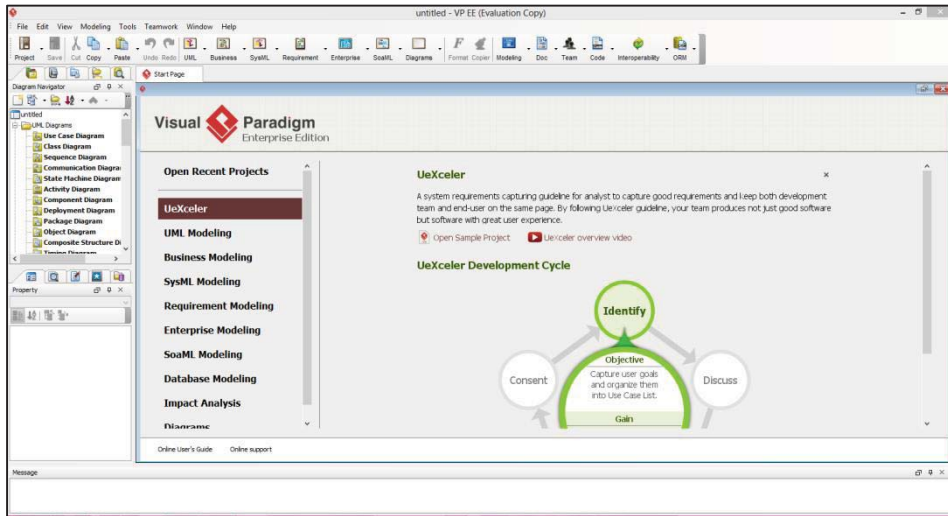 untitled - VP EE (Evaluation Copy)
File Edit View Modeling Tools Teamwork Window Help
Project Save Cut Copy Paste Undo Redo UML Business SysML Requirement Enterprise SoaML Diagrams Format Copier Modeling Doc Team Code Interoperability ORM
Start Page
Diagram Navigator
untitled
UML Diagrams
Use Case Diagram
Class Diagram
Sequence Diagram
Communication Diagra
State Machine Diagram
Activity Diagram
Component Diagram
Deployment Diagram
Package Diagram
Object Diagram
Composite Structure Di
Timing Diagram
Property
Visual Paradigm
Enterprise Edition
Open Recent Projects
UeXceler
UML Modeling
Business Modeling
SysML Modeling
Requirement Modeling
Enterprise Modeling
SoaML Modeling
Database Modeling
Impact Analysis
Diagrams
UeXceler
A system requirements capturing guideline for analyst to capture good requirements and keep both development
team and end-user on the same page. By following UeXceler guideline, your team produces not just good software
but software with great user experience.
Open Sample Project UeXceler overview video
UeXceler Development Cycle
Identify
Objective
Capture user goals
and organize them
into Use Case List.
Gain
Consent
Discuss
Online User's Guide Online support
Message